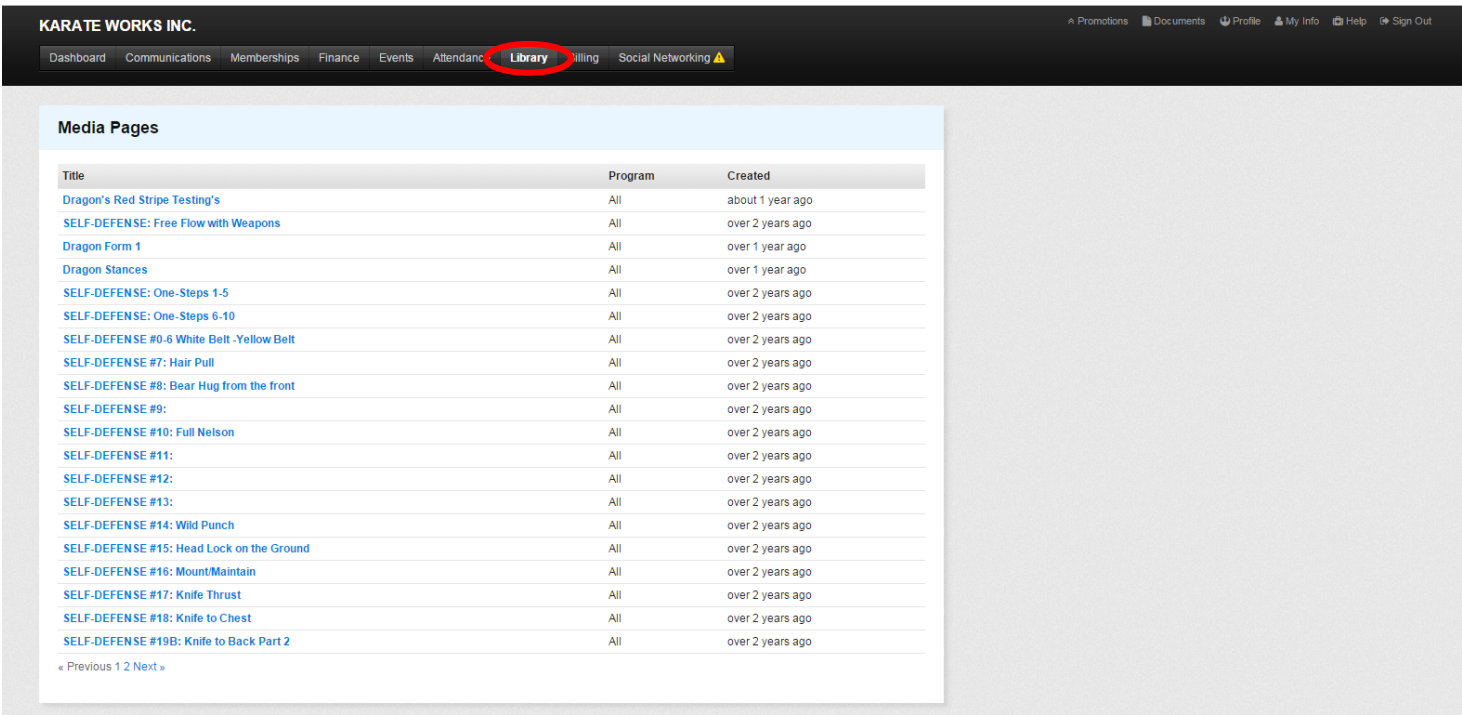 KARATE WORKS INC.
Promotions Documents Profile My Info Help Sign Out
Dashboard Communications Memberships Finance Events Attendance Library Billing Social Networking
Media Pages
Title Program Created
Dragon's Red Stripe Testing's All about 1 year ago
SELF-DEFENSE: Free Flow with Weapons All over 2 years ago
Dragon Form 1 All over 1 year ago
Dragon Stances All over 1 year ago
SELF-DEFENSE: One-Steps 1-5 All over 2 years ago
SELF-DEFENSE: One-Steps 6-10 All over 2 years ago
SELF-DEFENSE #0-6 White Belt -Yellow Belt All over 2 years ago
SELF-DEFENSE #7: Hair Pull All over 2 years ago
SELF-DEFENSE #8: Bear Hug from the front All over 2 years ago
SELF-DEFENSE #9: All over 2 years ago
SELF-DEFENSE #10: Full Nelson All over 2 years ago
SELF-DEFENSE #11: All over 2 years ago
SELF-DEFENSE #12: All over 2 years ago
SELF-DEFENSE #13: All over 2 years ago
SELF-DEFENSE #14: Wild Punch All over 2 years ago
SELF-DEFENSE #15: Head Lock on the Ground All over 2 years ago
SELF-DEFENSE #16: Mount/Maintain All over 2 years ago
SELF-DEFENSE #17: Knife Thrust All over 2 years ago
SELF-DEFENSE #18: Knife to Chest All over 2 years ago
SELF-DEFENSE #19B: Knife to Back Part 2 All over 2 years ago
« Previous 1 2 Next »